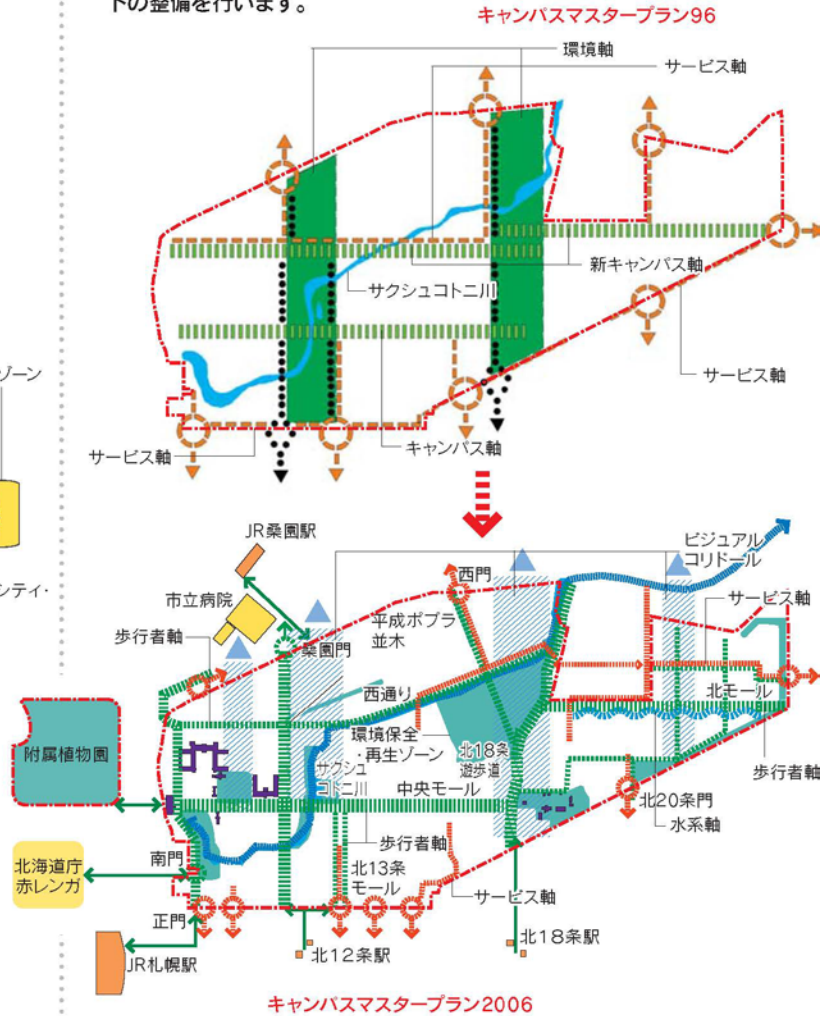 下の整備を行います。
キャンパスマスタープラン96
環境軸
サービス軸
新キャンパス軸
サクシュコトニ川
ゾーン
サービス軸
キャンパス軸
サービス軸
JR桑園駅
ビジュアル
コリドール
西門
シティ・
市立病院
サービス軸
平成ポプラ
並木
歩行者軸
桑園門
西通り
北モール
環境保全
・再生ゾーン
北18条
遊歩道
附属植物園
サクシュ
コトニ川
歩行者軸
中央モール
北20条門
水系軸
歩行者軸
南門
北海道庁
赤レンガ
北13条
モール
サービス軸
正門
北18条駅
北12条駅
JR札幌駅
キャンパスマスタープラン2006